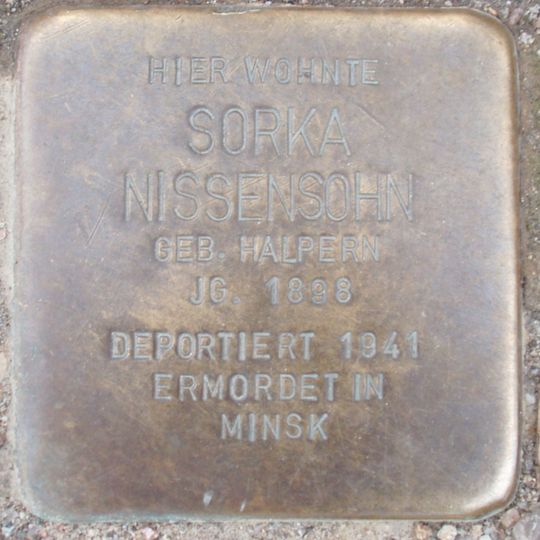 HIER WOHNTE
SORKA
NISSENSOHN
GEB. HALPERN
JG. 1898
DEPORTIERT 1941
ERMORDET IN
MINSK